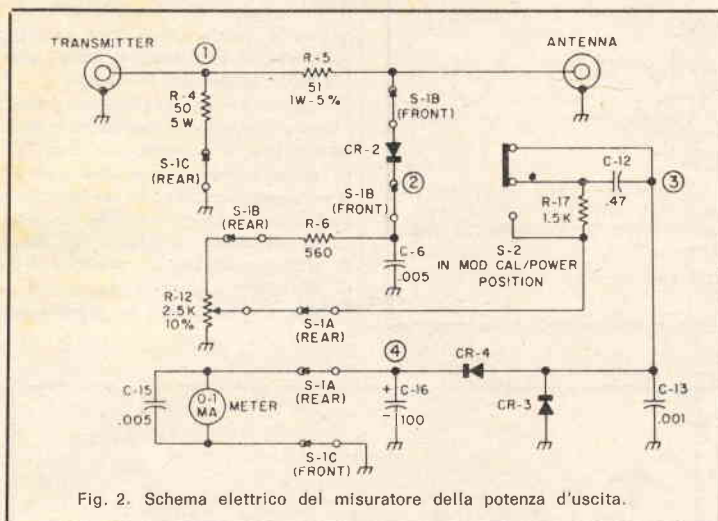 TRANSMITTER
1
R-5
51
1W-5%
ANTENNA
R-4
50
5W
S-1C
(REAR)
S-1B
(FRONT)
CR-2
2
S-1B
(FRONT)
C-12
.47
3
R-17
1.5K
S-1B
(REAR)
R-6
560
C-6
.005
S-2
IN MOD CAL/POWER
POSITION
R-12
2.5K
10%
S-1A
(REAR)
4
CR-4
C-15
.005
0-1
MA
METER
S-1A
(REAR)
+
C-16
-
100
CR-3
C-13
.001
S-1C
(FRONT)
Fig. 2. Schema elettrico del misuratore della potenza d'uscita.